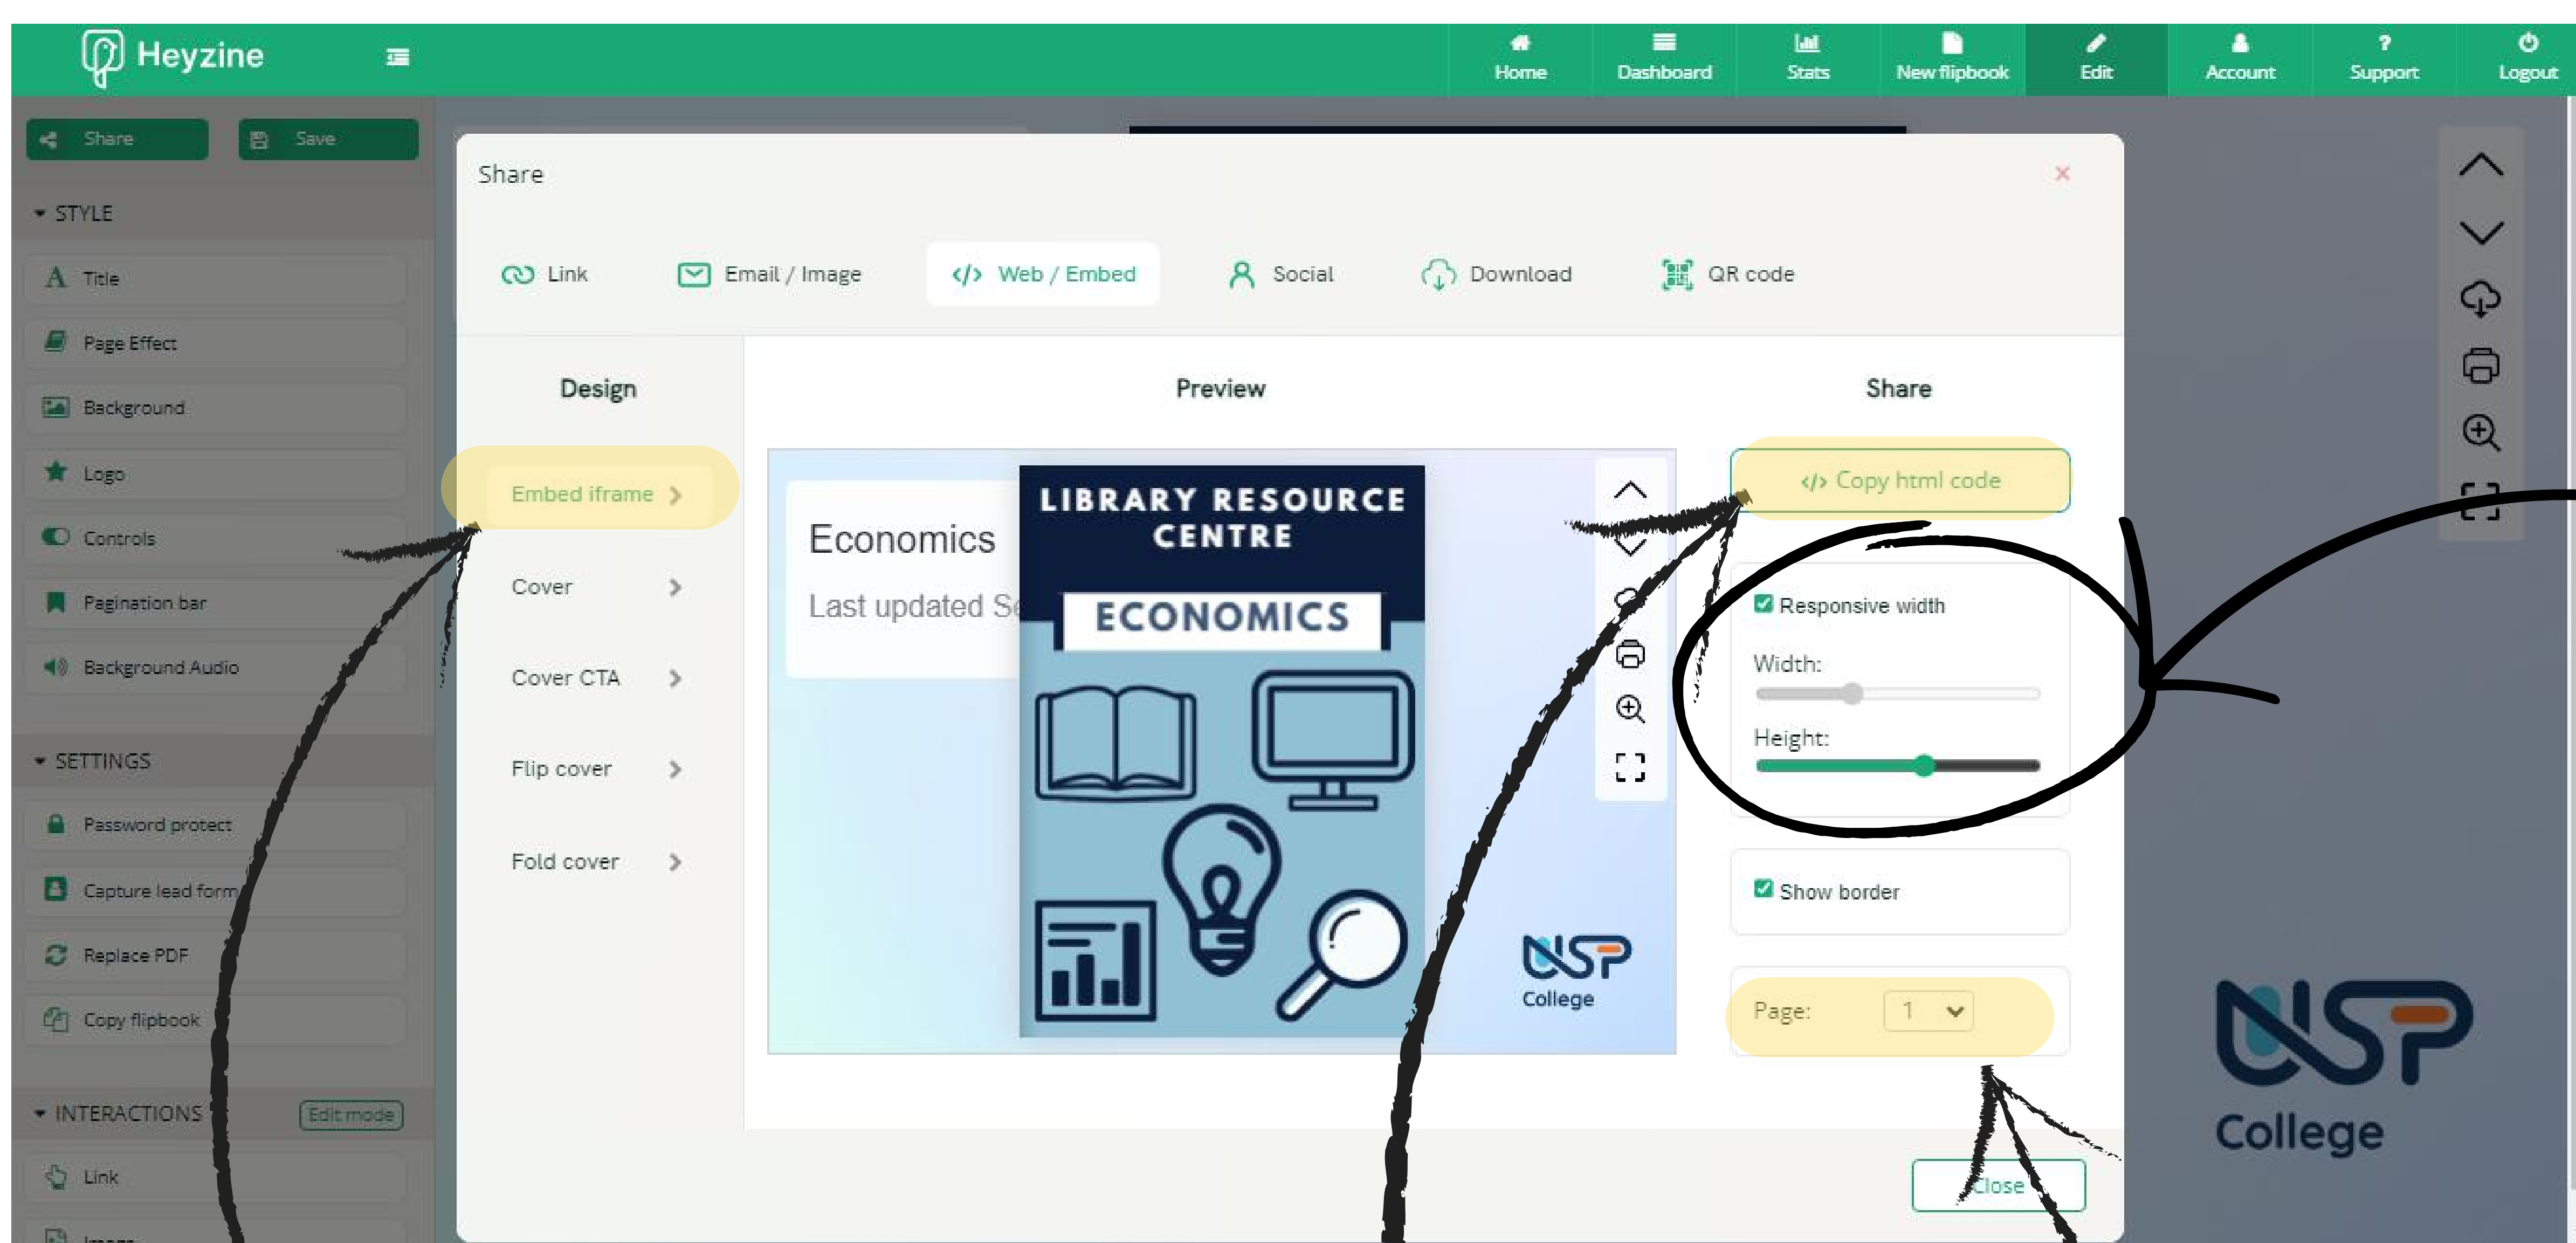 Heyzine
Home
Dashboard
Stats
New flipbook
Edit
Account
? Support
Logout
Share
Save
STYLE
A Title
Page Effect
Background
Logo
Controls
Pagination bar
Background Audio
SETTINGS
Password protect
Capture lead form
Replace PDF
Copy flipbook
INTERACTIONS
Edit mode
Link
Share
×
Link
Email / Image
</> Web / Embed
Social
Download
QR code
Design
Embed iframe
Cover
Cover CTA
Flip cover
Fold cover
Preview
Economics
Last updated
LIBRARY RESOURCE
CENTRE
ECONOMICS
USP
College
Share
</> Copy html code
Responsive width
Width:
Height:
Show border
Page: 1
Close
USP
College